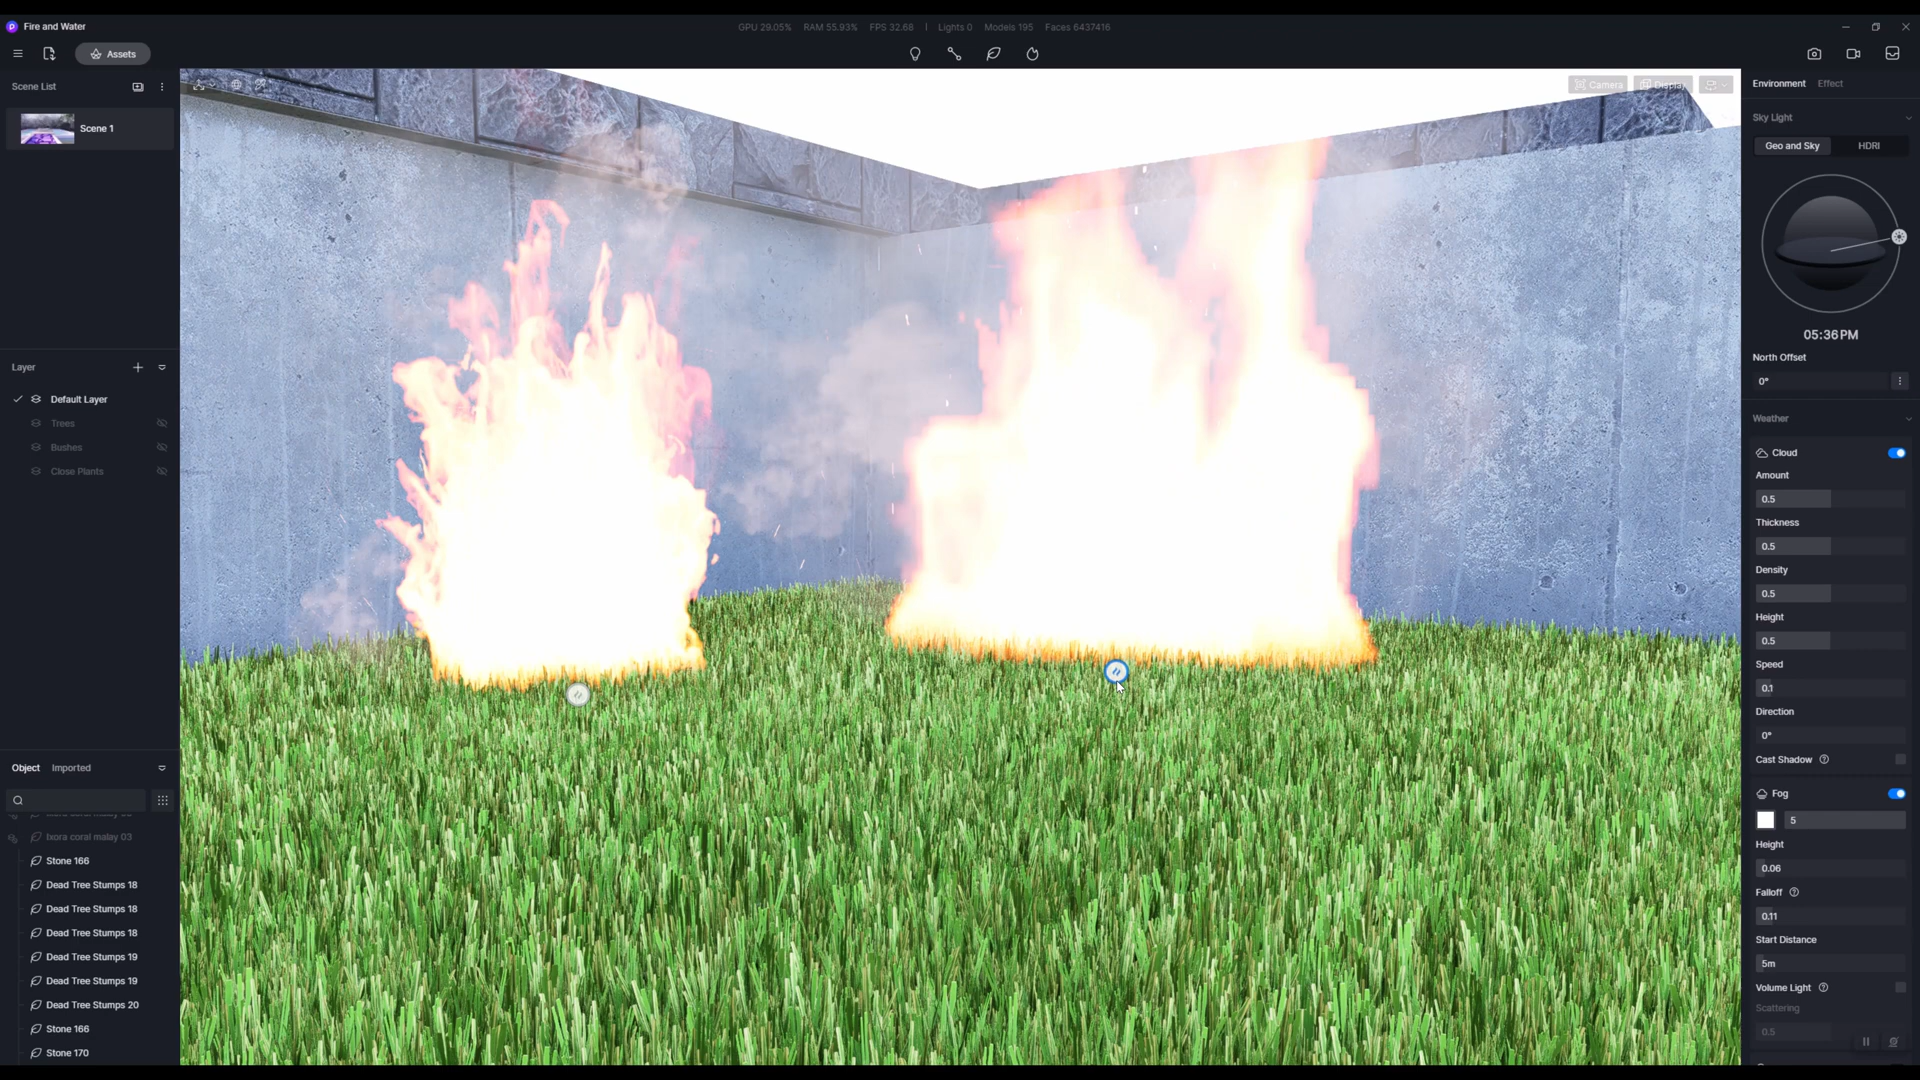 Fire and Water
GPU 29.05% RAM 55.93% FPS 32.68 | Lights 0 Models 195 Faces 6437416
Assets
Scene List
Scene 1
Layer
Default Layer
Trees
Bushes
Close Plants
Object Imported
Ixora coral malay 03
Stone 166
Dead Tree Stumps 18
Dead Tree Stumps 18
Dead Tree Stumps 18
Dead Tree Stumps 19
Dead Tree Stumps 19
Dead Tree Stumps 20
Stone 166
Stone 170
Camera Display
Environment Effect
Sky Light
Geo and Sky HDRI
05:36PM
North Offset
0°
Weather
Cloud
Amount
0.5
Thickness
0.5
Density
0.5
Height
0.5
Speed
0.1
Direction
0°
Cast Shadow
Fog
5
Height
0.06
Falloff
0.11
Start Distance
5m
Volume Light
Scattering
0.5